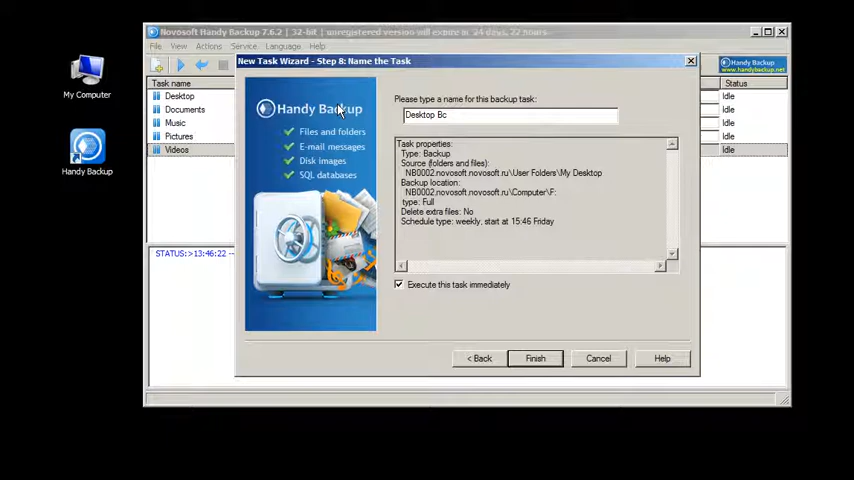 Novosoft Handy Backup 7.6.2 | 32-bit | unregistered version will expire in 24 days, 22 hours
File View Actions Service Language Help
My Computer
Handy Backup
Handy Backup
www.handybackup.net
Task name
Status
Desktop
Idle
Documents
Idle
Music
Idle
Pictures
Idle
Videos
Idle
STATUS:>13:46:22 --
New Task Wizard - Step 8: Name the Task
Handy Backup
Files and folders
E-mail messages
Disk images
SQL databases
Please type a name for this backup task:
Desktop Bc
Task properties:
Type: Backup
Source (folders and files):
NB0002.novosoft.novosoft.ru\User Folders\My Desktop
Backup location:
NB0002.novosoft.novosoft.ru\Computer\F:
type: Full
Delete extra files: No
Schedule type: weekly, start at 15:46 Friday
Execute this task immediately
< Back
Finish
Cancel
Help